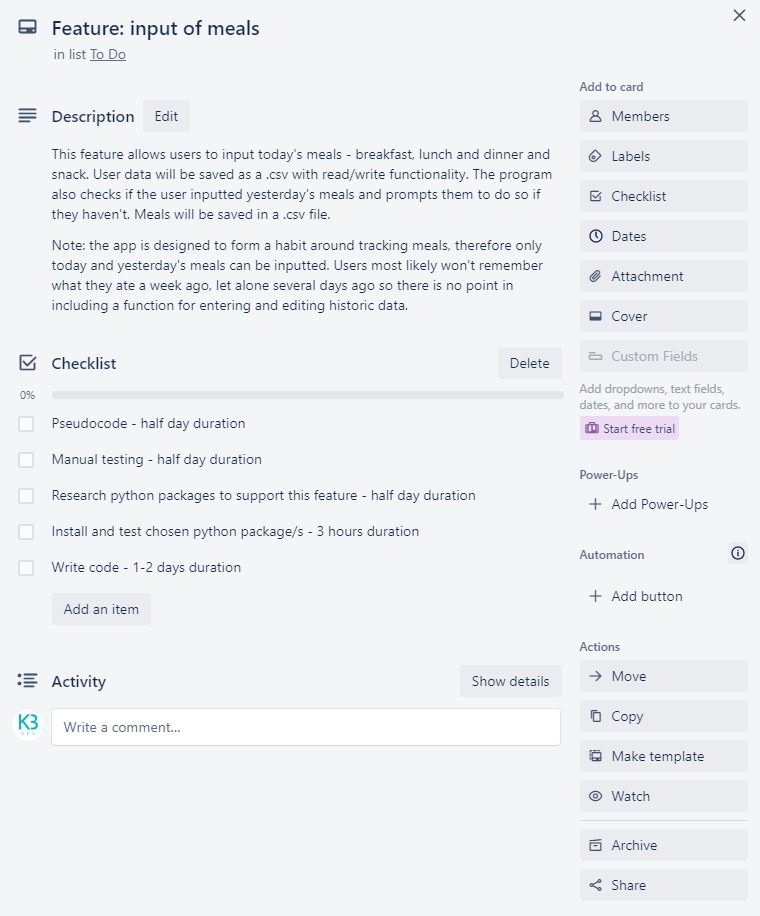 Feature: input of meals
in list To Do
Description
Edit
This feature allows users to input today's meals - breakfast, lunch and dinner and
snack. User data will be saved as a .csv with read/write functionality. The program
also checks if the user inputted yesterday's meals and prompts them to do so if
they haven't. Meals will be saved in a .csv file.
Note: the app is designed to form a habit around tracking meals, therefore only
today and yesterday's meals can be inputted. Users most likely won't remember
what they ate a week ago, let alone several days ago so there is no point in
including a function for entering and editing historic data.
Checklist
Delete
0%
Pseudocode - half day duration
Manual testing - half day duration
Research python packages to support this feature - half day duration
Install and test chosen python package/s - 3 hours duration
Write code - 1-2 days duration
Add an item
Activity
Show details
K3
DEV
Write a comment...
Add to card
Members
Labels
Checklist
Dates
Attachment
Cover
Custom Fields
Add dropdowns, text fields,
dates, and more to your cards.
Start free trial
Power-Ups
Add Power-Ups
Automation
Add button
Actions
Move
Copy
Make template
Watch
Archive
Share